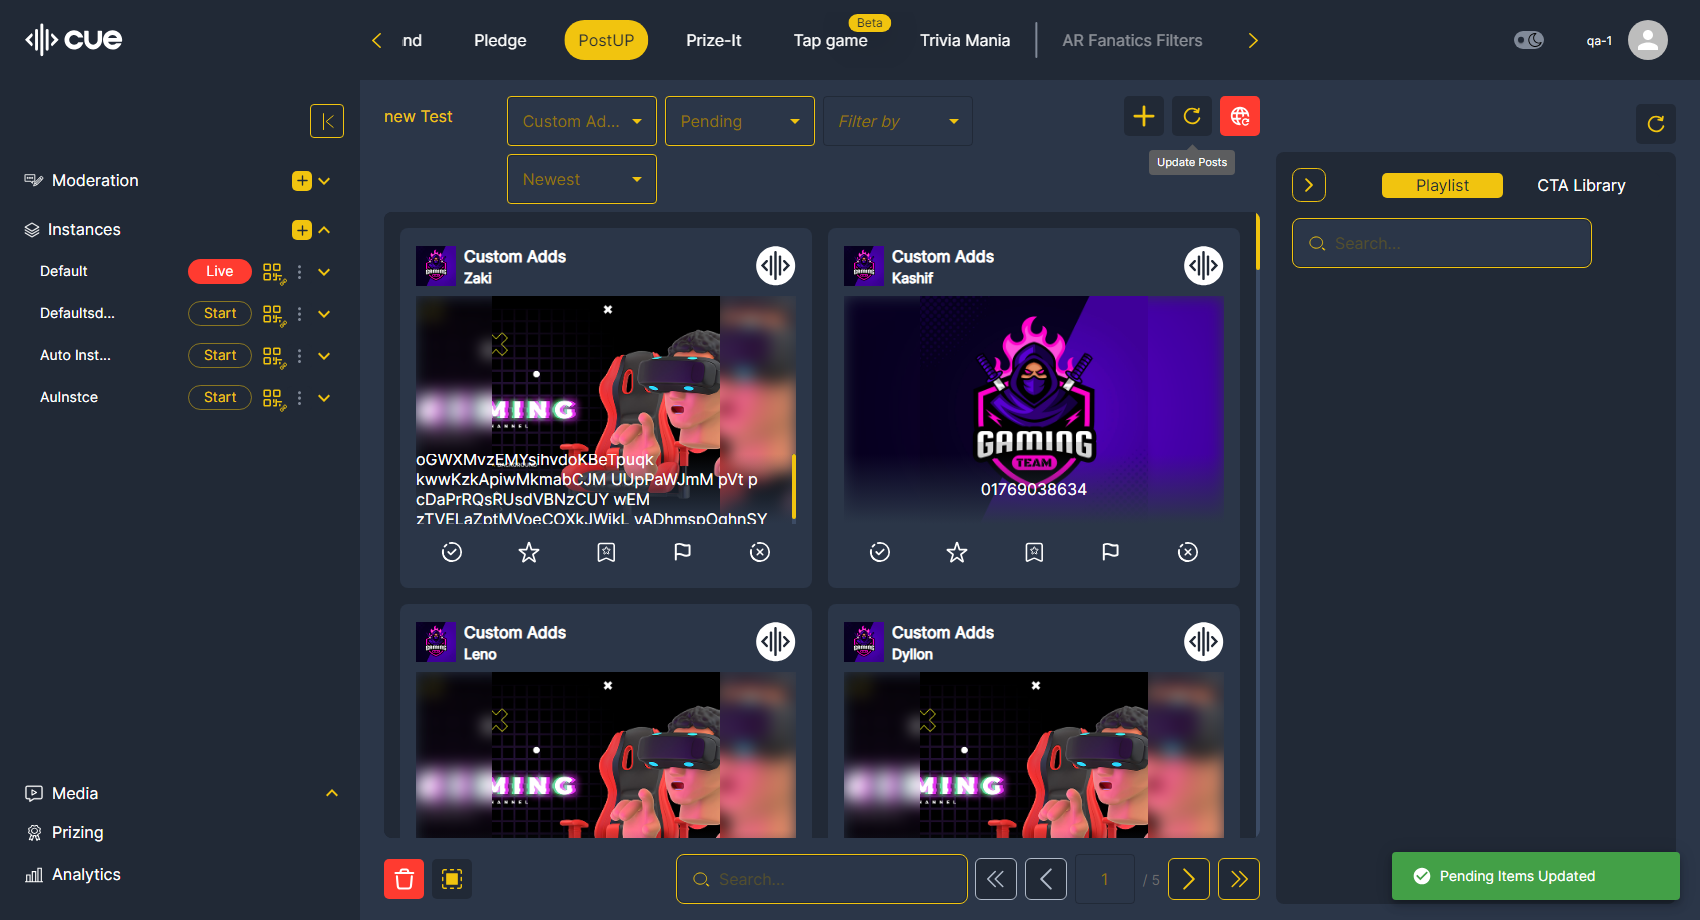 cue
nd
Pledge
PostUP
Prize-It
Beta
Tap game
Trivia Mania
AR Fanatics Filters
qa-1
new Test
Custom Ad...
Pending
Filter by
Newest
Update Posts
Moderation
Instances
Default
Live
Defaultsd...
Start
Auto Inst...
Start
AuInstce
Start
Media
Prizing
Analytics
Custom Adds
Zaki
MING
oGWXMvzEMYsihvdoKBeTpuqk
kwwKzkApiwMkmabCJM UUpPaWJmM pVt p
cDaPrRQsRUsdVBNzCUY wEM
zTVELaZptMVoeCOXkJWikL vADhmspOghnSY
Custom Adds
Kashif
GAMING
TEAM
01769038634
Custom Adds
Leno
MING
Custom Adds
Dyllon
MING
Search...
1
/ 5
Playlist
CTA Library
Search...
Pending Items Updated